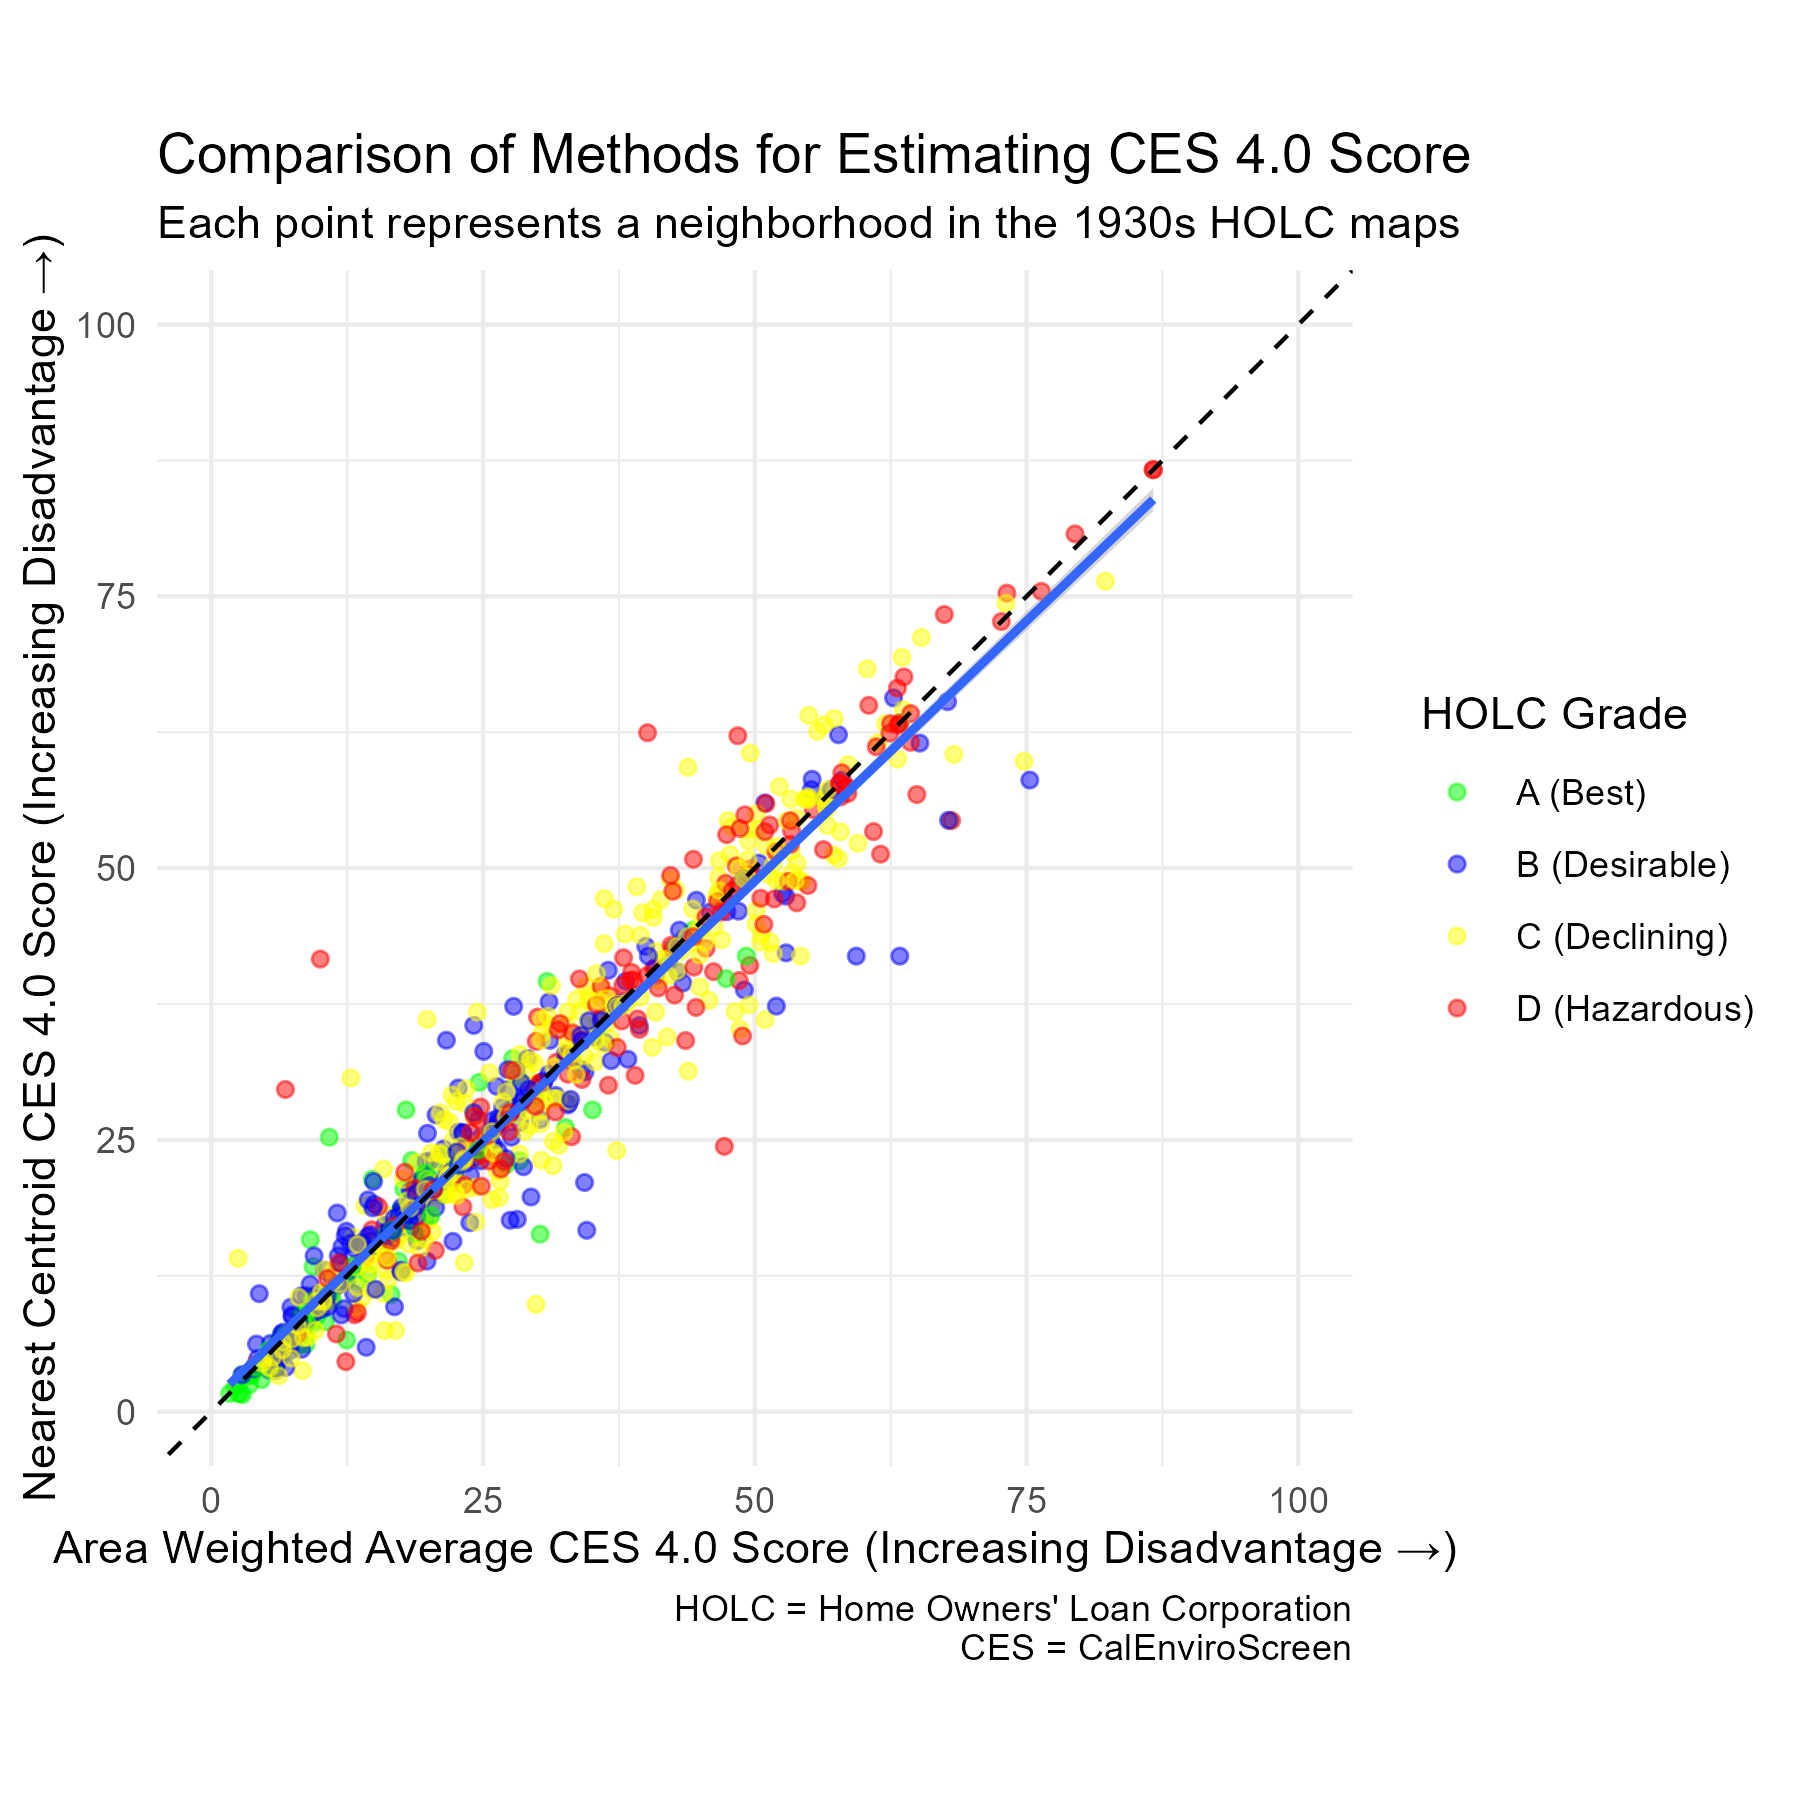 Comparison of Methods for Estimating CES 4.0 Score
Each point represents a neighborhood in the 1930s HOLC maps
Nearest Centroid CES 4.0 Score (Increasing Disadvantage →)
100
75
50
25
0
0 25 50 75 100
Area Weighted Average CES 4.0 Score (Increasing Disadvantage →)
HOLC Grade
A (Best)
B (Desirable)
C (Declining)
D (Hazardous)
HOLC = Home Owners' Loan Corporation
CES = CalEnviroScreen